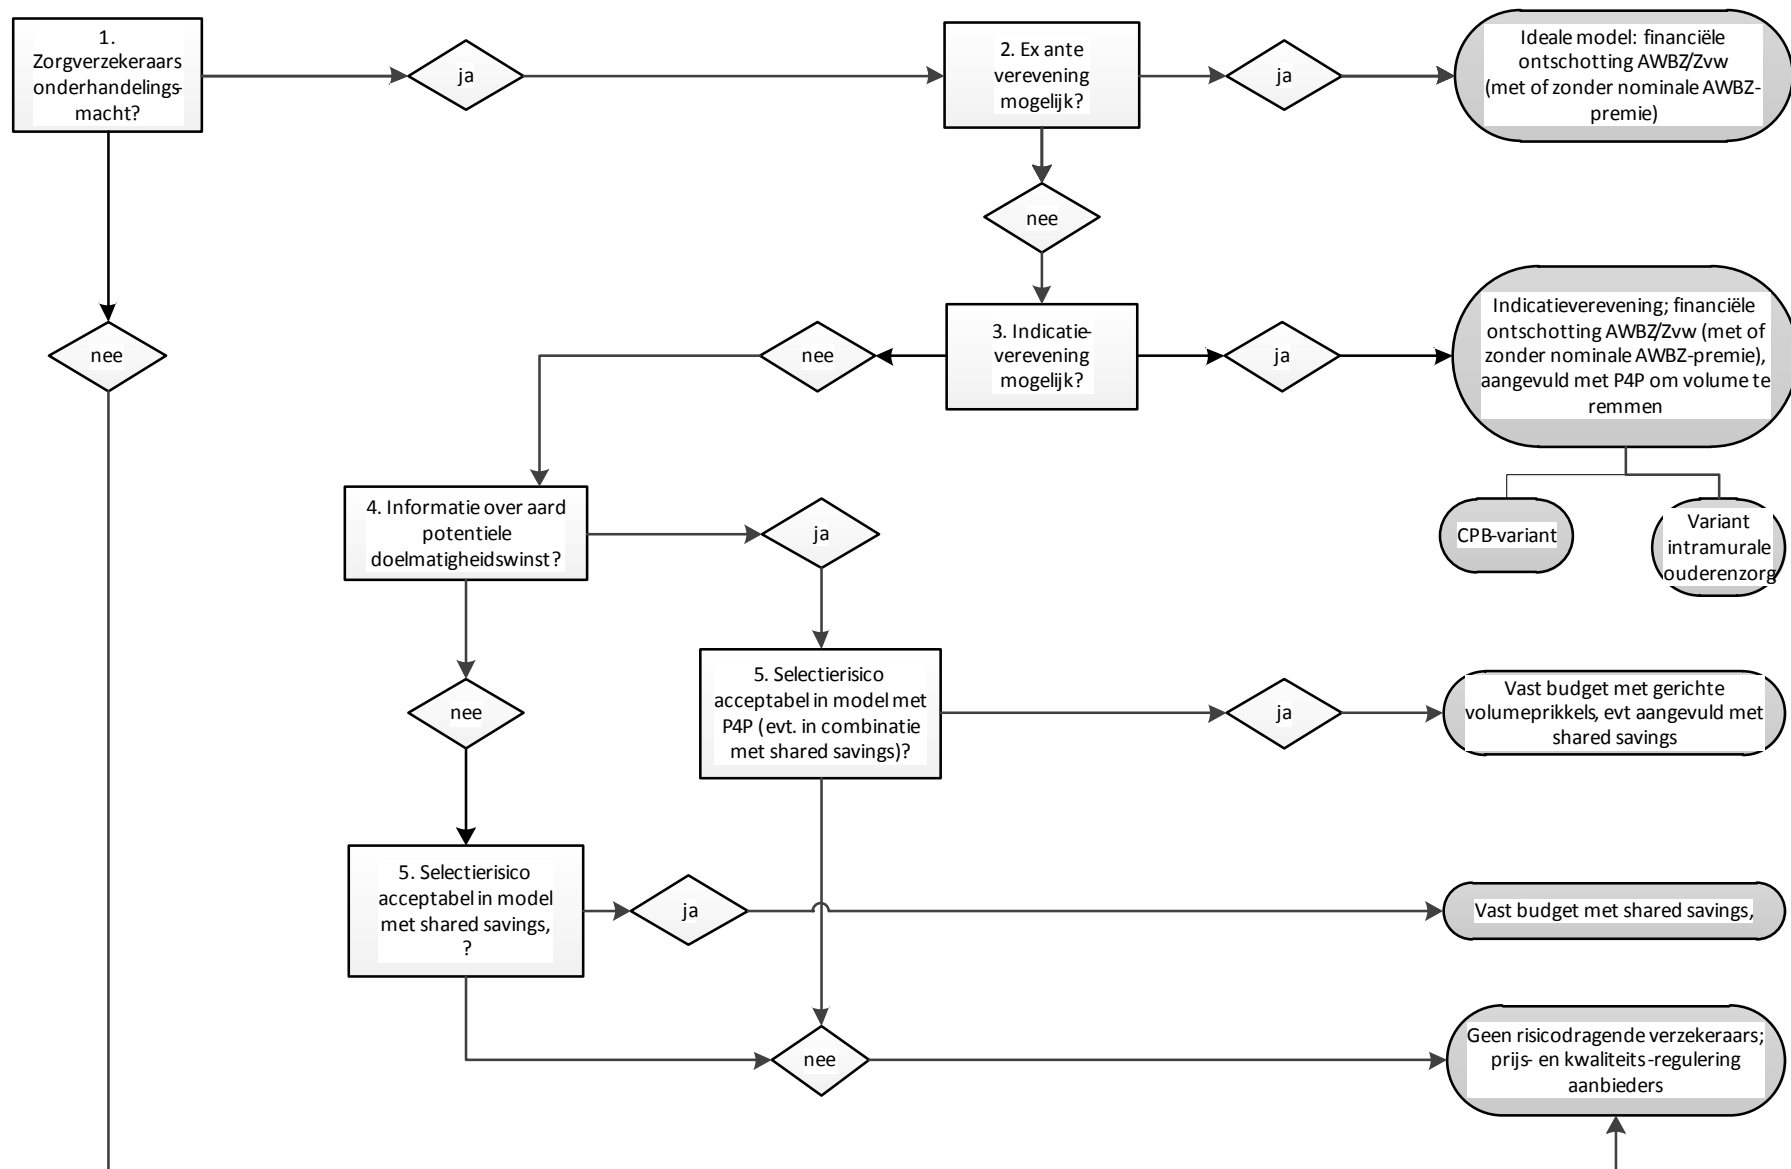 1.
Zorgverzekeraars
onderhandelings-
macht?
ja
2. Ex ante
verevening
mogelijk?
ja
Ideale model: financiële
ontschotting AWBZ/Zvw
(met of zonder nominale AWBZ-
premie)
nee
nee
3. Indicatie-
verevening
mogelijk?
nee
ja
Indicatieverevening; financiële
ontschotting AWBZ/Zvw (met of
zonder nominale AWBZ-premie),
aangevuld met P4P om volume te
remmen
CPB-variant
Variant
intramurale
ouderenzorg
4. Informatie over aard
potentiele
doelmatigheidswinst?
ja
nee
5. Selectierisico
acceptabel in model met
P4P (evt. in combinatie
met shared savings)?
ja
Vast budget met gerichte
volumeprikkels, evt aangevuld met
shared savings
5. Selectierisico
acceptabel in model
met shared savings,
?
ja
Vast budget met shared savings,
nee
Geen risicodragende verzekeraars;
prijs- en kwaliteits-regulering
aanbieders